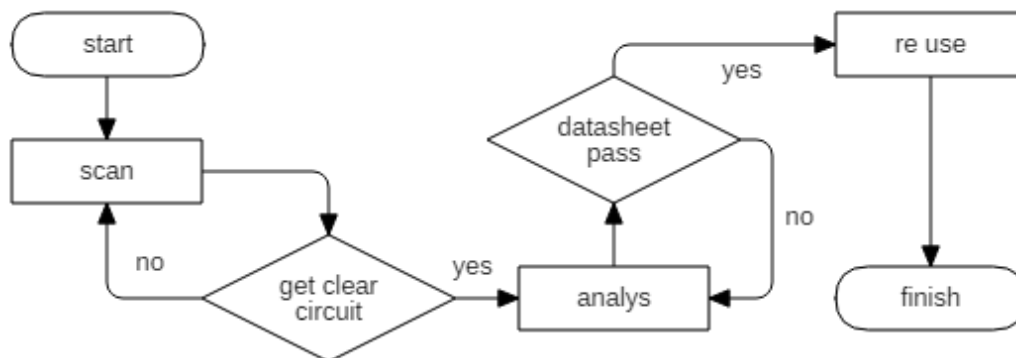 start
scan
no
get clear
circuit
yes
analys
datasheet
pass
yes
no
re use
finish